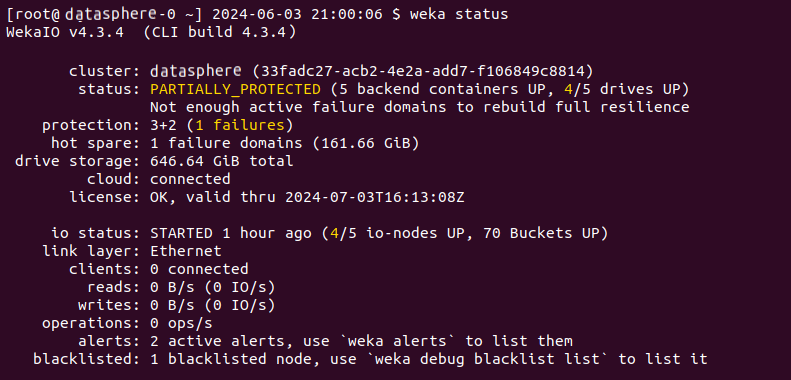 [root@ datasphere-0 ~] 2024-06-03 21:00:06 $ weka status
WekaIO v4.3.4 (CLI build 4.3.4)
cluster: datasphere (33fadc27-acb2-4e2a-add7-f106849c8814)
status: PARTIALLY_PROTECTED (5 backend containers UP, 4/5 drives UP)
Not enough active failure domains to rebuild full resilience
protection: 3+2 (1 failures)
hot spare: 1 failure domains (161.66 GiB)
drive storage: 646.64 GiB total
cloud: connected
license: OK, valid thru 2024-07-03T16:13:08Z
io status: STARTED 1 hour ago (4/5 io-nodes UP, 70 Buckets UP)
link layer: Ethernet
clients: 0 connected
reads: 0 B/s (0 IO/s)
writes: 0 B/s (0 IO/s)
operations: 0 ops/s
alerts: 2 active alerts, use `weka alerts` to list them
blacklisted: 1 blacklisted node, use `weka debug blacklist list` to list it